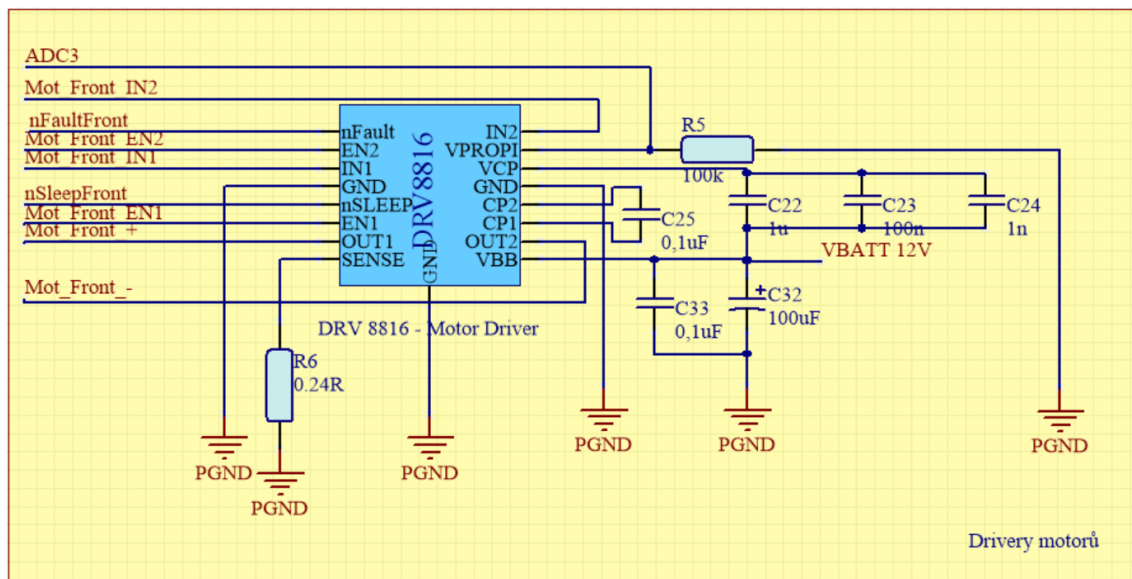 ADC3
Mot_Front_IN2
nFaultFront
Mot_Front_EN2
Mot_Front_IN1
nSleepFront
Mot_Front_EN1
Mot_Front_+
Mot_Front_-
nFault
EN2
IN1
GND
nSLEEP
EN1
OUT1
SENSE
DRV8816
GND
IN2
VPROPI
VCP
GND
CP2
CP1
OUT2
VBB
DRV 8816 - Motor Driver
R5
100k
C22
1u
C23
100n
C24
1n
C25
0,1uF
VBATT 12V
C33
0,1uF
+
C32
100uF
R6
0.24R
PGND
PGND
PGND
PGND
PGND
PGND
Drivery motorů